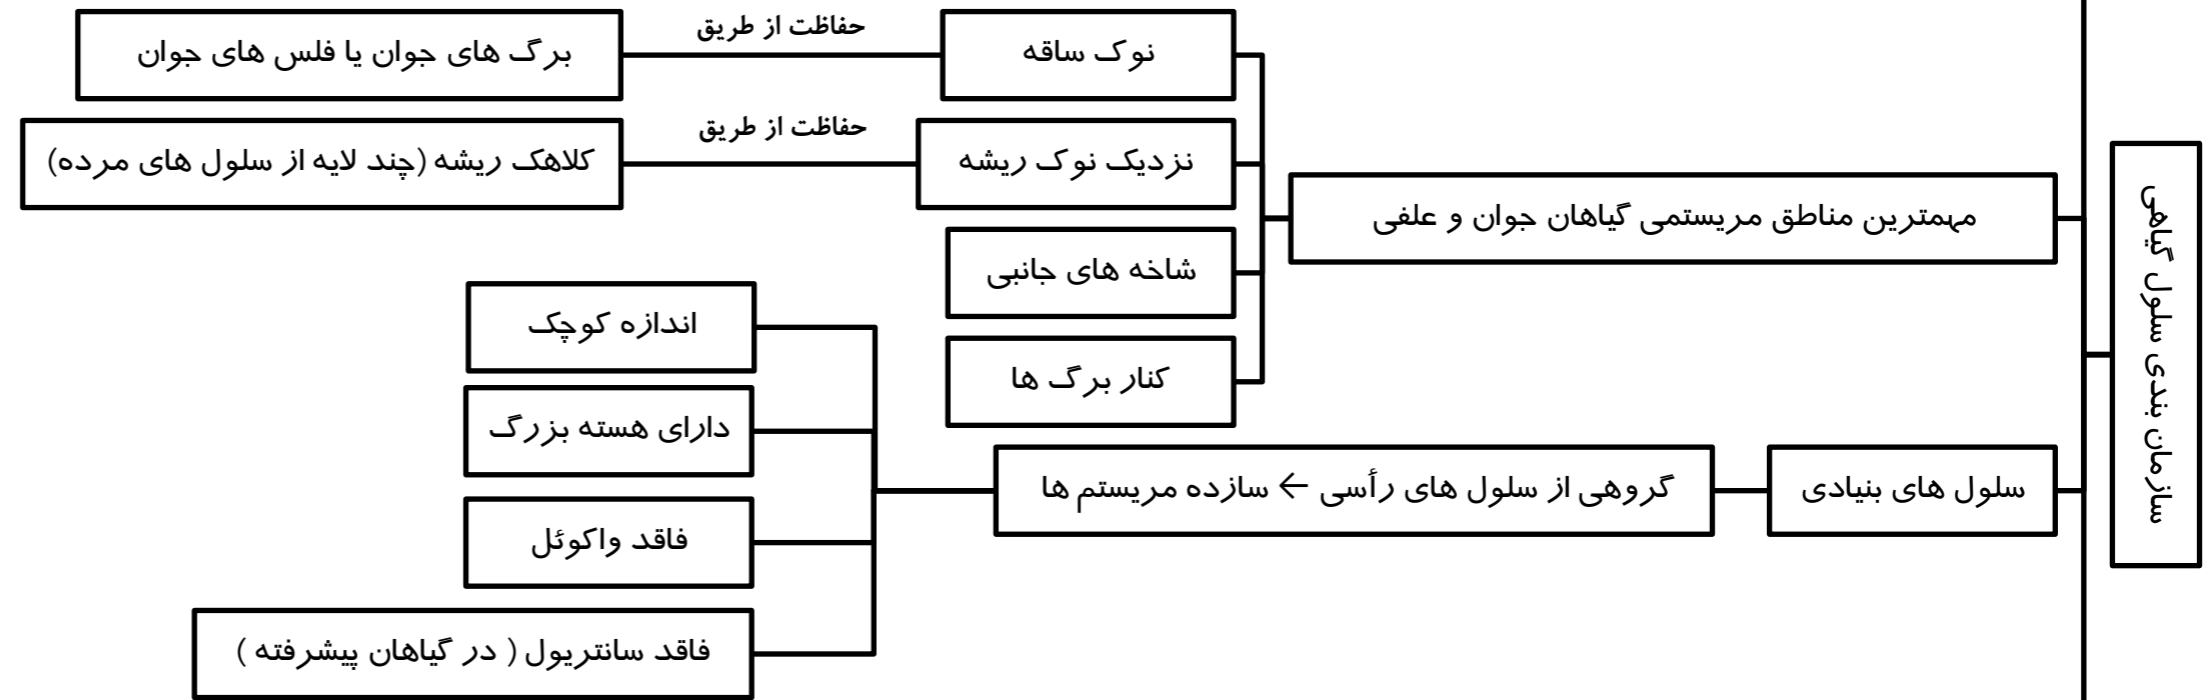 سازمان بندی سلول گیاهی
مهمترین مناطق مریستمی گیاهان جوان و علفی
نوک ساقه
حفاظت از طریق
برگ های جوان یا فلس های جوان
نزدیک نوک ریشه
حفاظت از طریق
کلاهک ریشه (چند لایه از سلول های مرده)
شاخه های جانبی
کنار برگ ها
سلول های بنیادی
گروهی از سلول های رأسی ← سازده مریستم ها
اندازه کوچک
دارای هسته بزرگ
فاقد واکوئل
فاقد سانتریول ( در گیاهان پیشرفته )